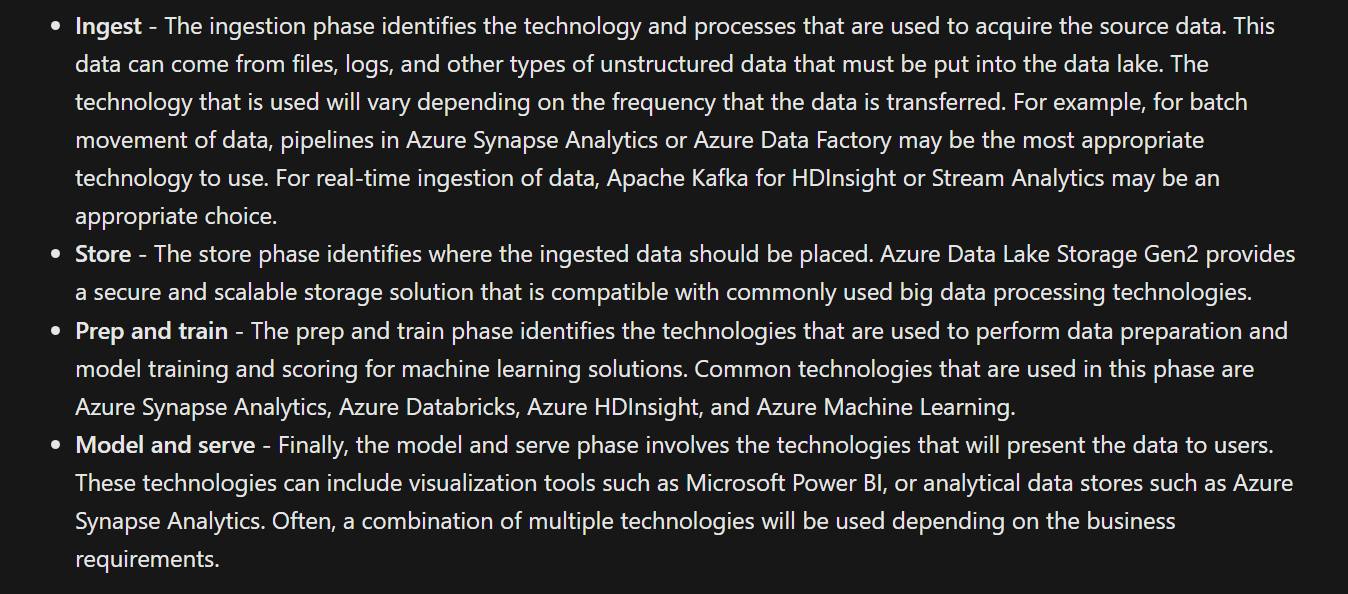 • Ingest - The ingestion phase identifies the technology and processes that are used to acquire the source data. This
data can come from files, logs, and other types of unstructured data that must be put into the data lake. The
technology that is used will vary depending on the frequency that the data is transferred. For example, for batch
movement of data, pipelines in Azure Synapse Analytics or Azure Data Factory may be the most appropriate
technology to use. For real-time ingestion of data, Apache Kafka for HDInsight or Stream Analytics may be an
appropriate choice.
• Store - The store phase identifies where the ingested data should be placed. Azure Data Lake Storage Gen2 provides
a secure and scalable storage solution that is compatible with commonly used big data processing technologies.
• Prep and train - The prep and train phase identifies the technologies that are used to perform data preparation and
model training and scoring for machine learning solutions. Common technologies that are used in this phase are
Azure Synapse Analytics, Azure Databricks, Azure HDInsight, and Azure Machine Learning.
• Model and serve - Finally, the model and serve phase involves the technologies that will present the data to users.
These technologies can include visualization tools such as Microsoft Power BI, or analytical data stores such as Azure
Synapse Analytics. Often, a combination of multiple technologies will be used depending on the business
requirements.